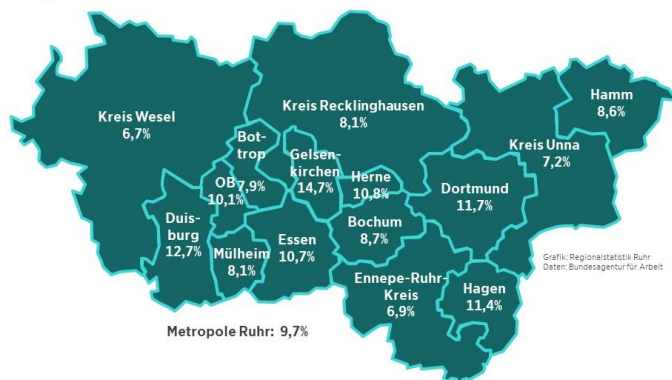 Kreis Wesel
6,7%
Kreis Recklinghausen
8,1%
Hamm
8,6%
Kreis Unna
7,2%
Bot-
trop
7,9%
Gelsen-
kirchen
14,7%
Herne
10,8%
OB
10,1%
Dortmund
11,7%
Duis-
burg
12,7%
Bochum
8,7%
Essen
10,7%
Mülheim
8,1%
Grafik: Regionalstatistik Ruhr
Daten: Bundesagentur für Arbeit
Ennepe-Ruhr-
Kreis
6,9%
Hagen
11,4%
Metropole Ruhr: 9,7%